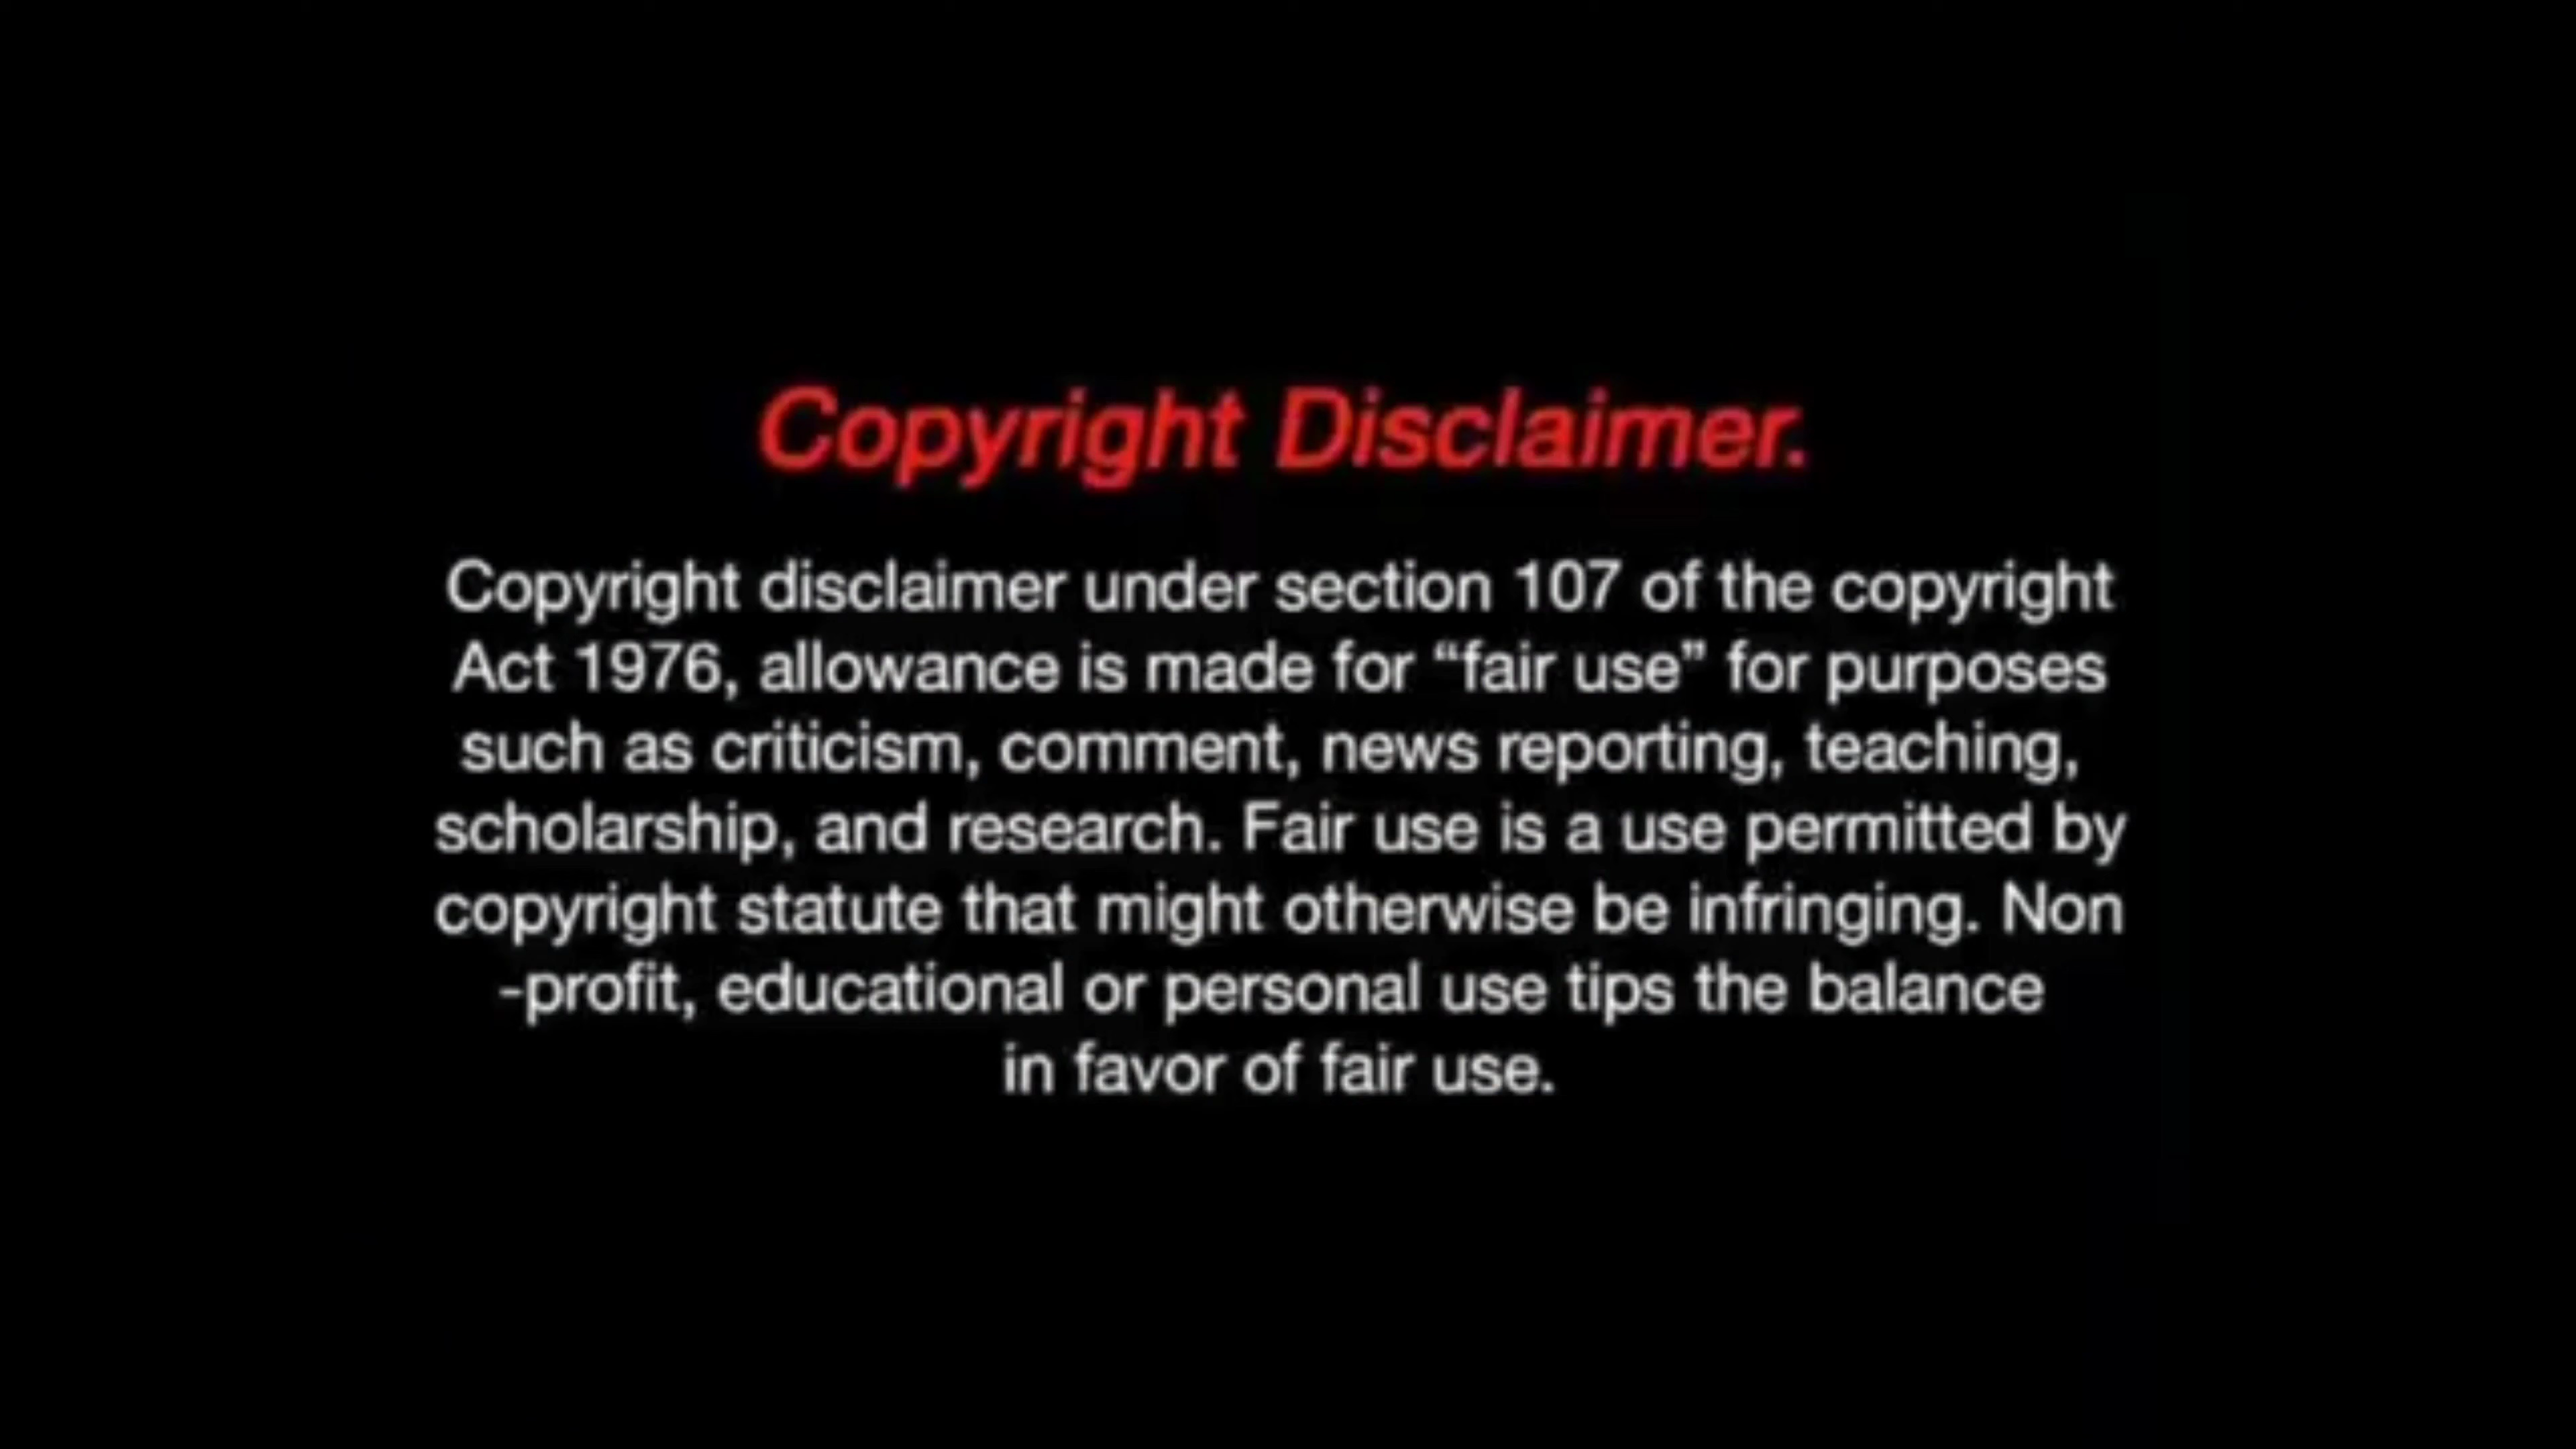 Copyright Disclaimer.
Copyright disclaimer under section 107 of the copyright
Act 1976, allowance is made for “fair use” for purposes
such as criticism, comment, news reporting, teaching,
scholarship, and research. Fair use is a use permitted by
copyright statute that might otherwise be infringing. Non
-profit, educational or personal use tips the balance
in favor of fair use.